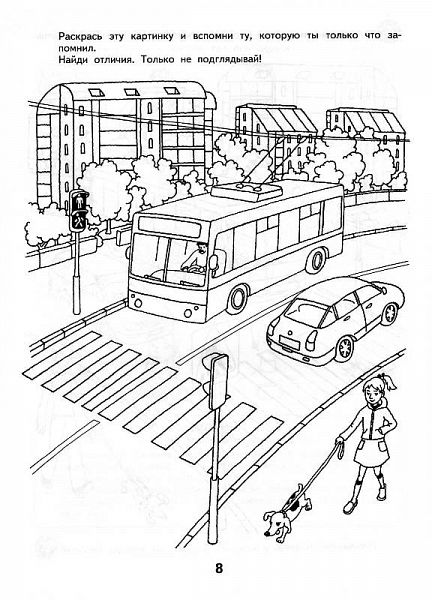 Раскрась эту картинку и вспомни ту, которую ты только что за-
помнил.
Найди отличия. Только не подглядывай!
8